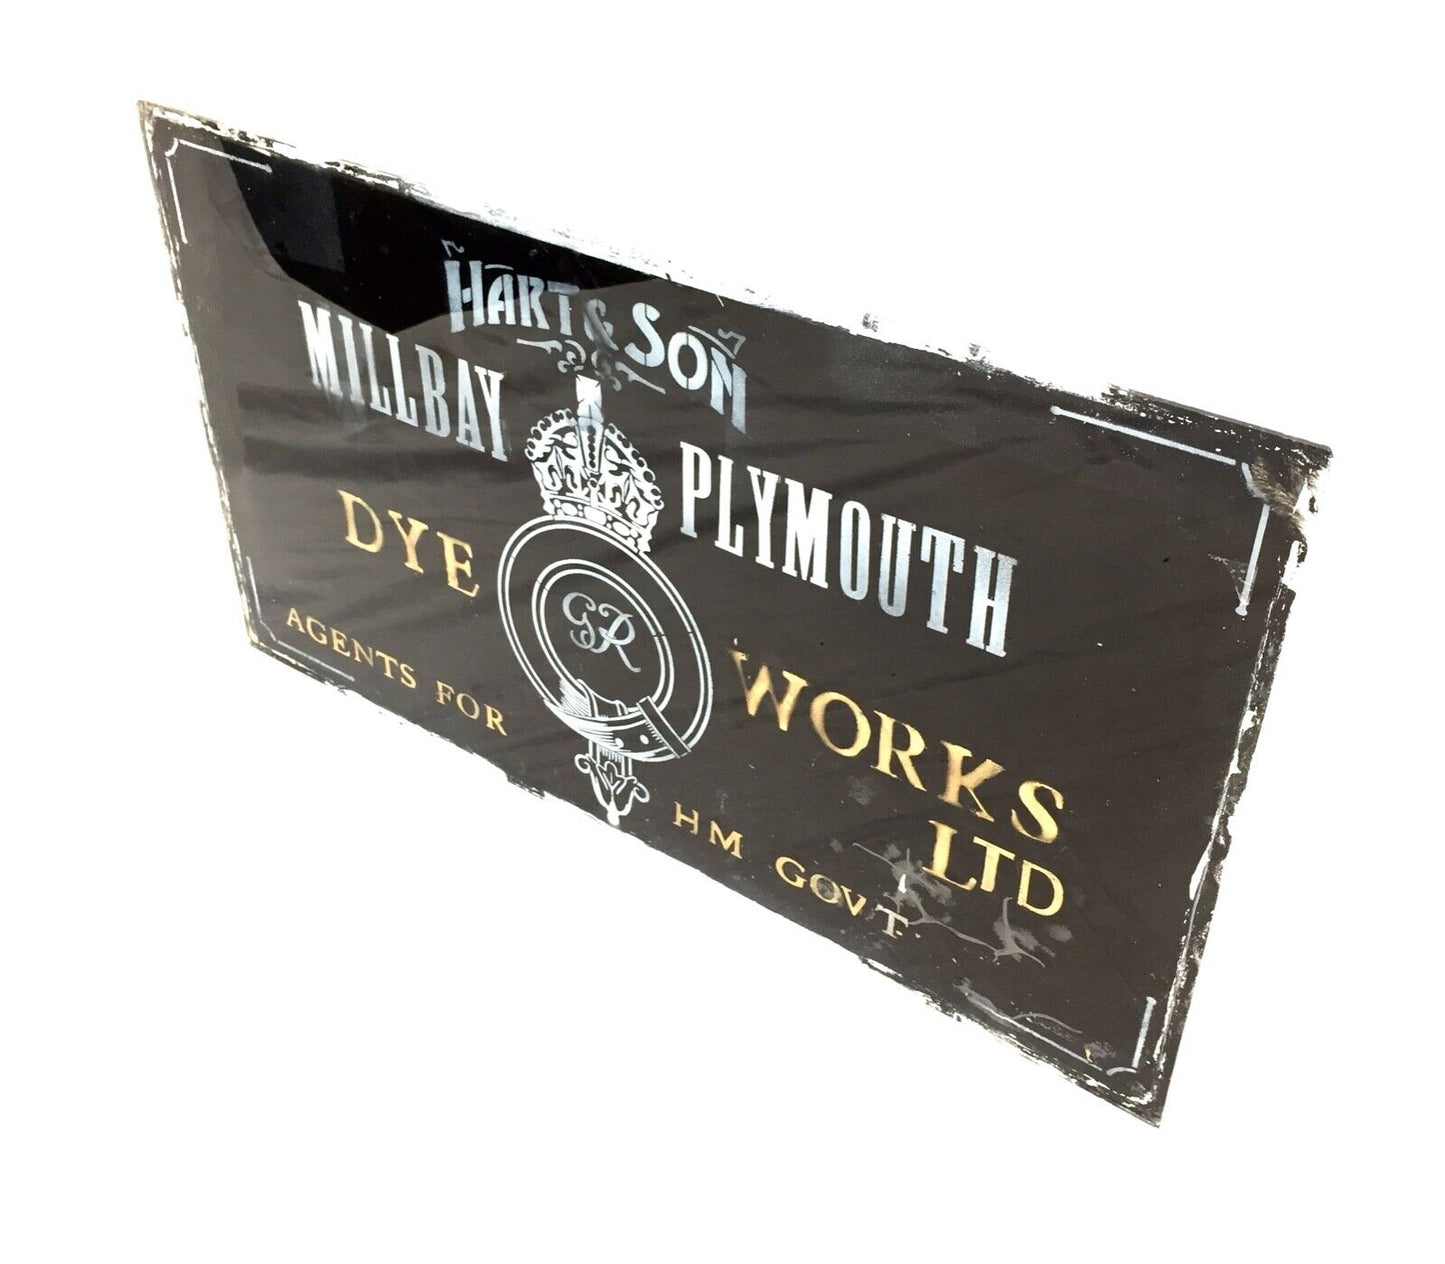 HART & SON
MILLBAY PLYMOUTH
GR
DYE WORKS
LTD
AGENTS FOR HM GOVT.